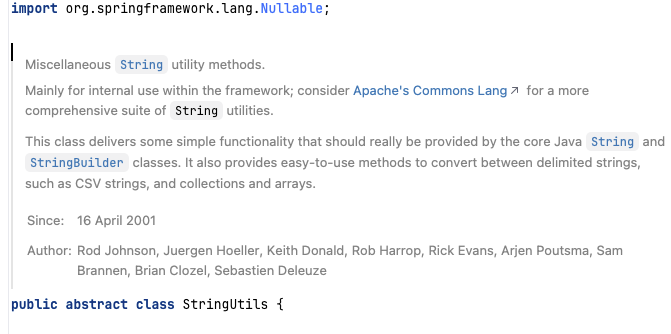 import org.springframework.lang.Nullable;
Miscellaneous String utility methods.
Mainly for internal use within the framework; consider Apache's Commons Lang↗ for a more
comprehensive suite of String utilities.
This class delivers some simple functionality that should really be provided by the core Java String and
StringBuilder classes. It also provides easy-to-use methods to convert between delimited strings,
such as CSV strings, and collections and arrays.
Since: 16 April 2001
Author: Rod Johnson, Juergen Hoeller, Keith Donald, Rob Harrop, Rick Evans, Arjen Poutsma, Sam
Brannen, Brian Clozel, Sebastien Deleuze
public abstract class StringUtils {